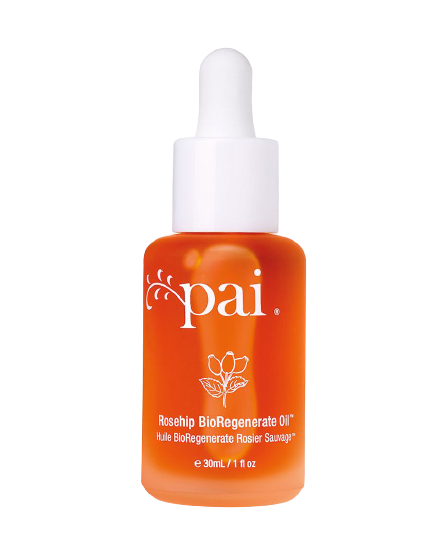 pai®
Rosehip BioRegenerate Oil™
Huile BioRegenerate Rosier Sauvage™
℮ 30mL / 1 fl oz